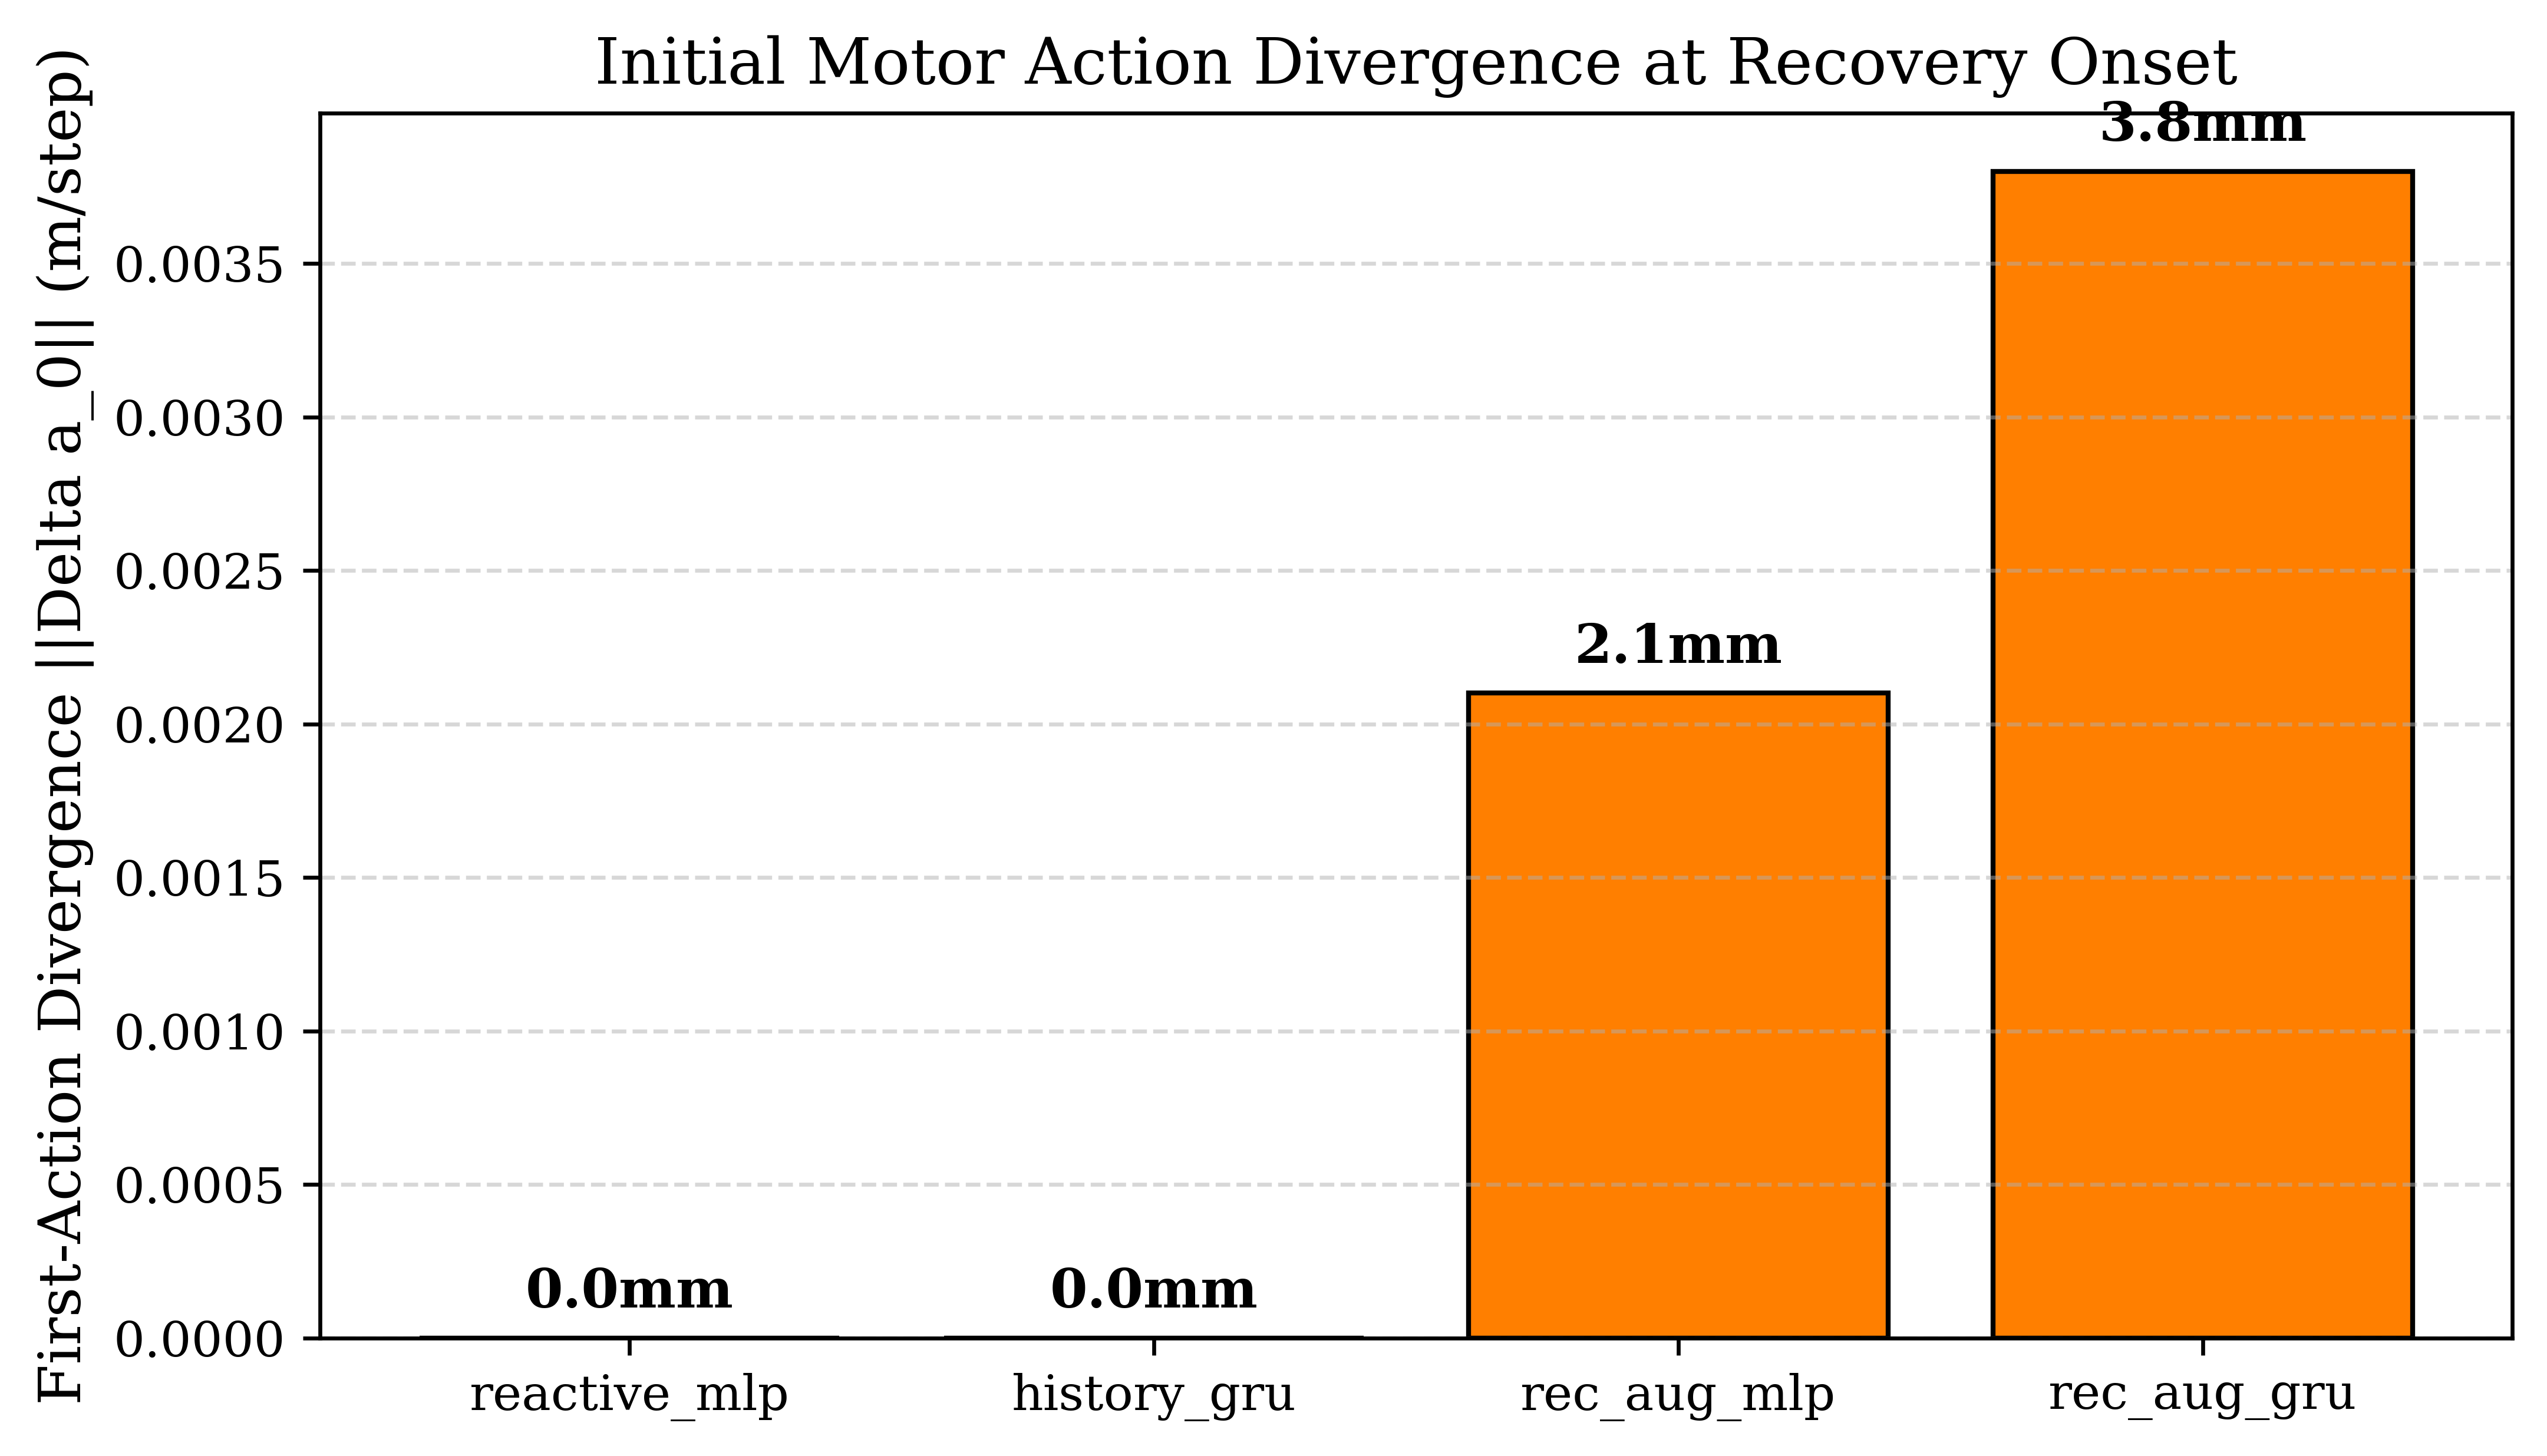 Initial Motor Action Divergence at Recovery Onset
First-Action Divergence ||Delta a_0|| (m/step)
0.0035
0.0030
0.0025
0.0020
0.0015
0.0010
0.0005
0.0000
0.0mm
0.0mm
2.1mm
3.8mm
reactive_mlp
history_gru
rec_aug_mlp
rec_aug_gru